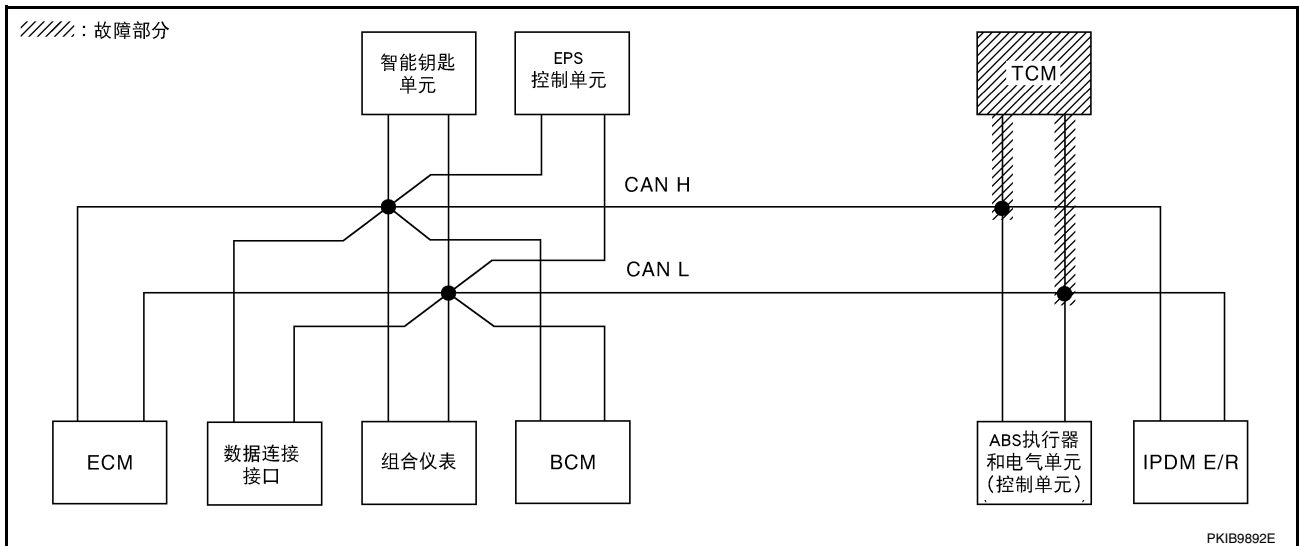 ：故障部分
智能钥匙
单元
EPS
控制单元
TCM
CAN H
CAN L
ECM
数据连接
接口
组合仪表
BCM
ABS执行器
和电气单元
（控制单元）
IPDM E/R
PKIB9892E